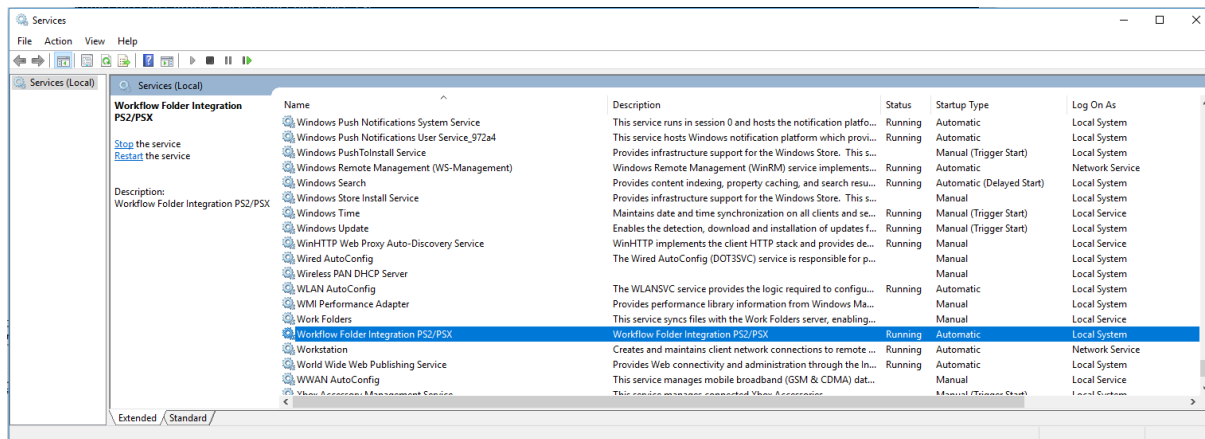 Services
File Action View Help
Services (Local)
Services (Local)
Workflow Folder Integration
PS2/PSX
Stop the service
Restart the service
Description:
Workflow Folder Integration PS2/PSX
Name Description Status Startup Type Log On As
Windows Push Notifications System Service This service runs in session 0 and hosts the notification platfo... Running Automatic Local System
Windows Push Notifications User Service_972a4 This service hosts Windows notification platform which provi... Running Automatic Local System
Windows PushToInstall Service Provides infrastructure support for the Windows Store. This s... Manual (Trigger Start) Local System
Windows Remote Management (WS-Management) Windows Remote Management (WinRM) service implements... Running Automatic Network Service
Windows Search Provides content indexing, property caching, and search resu... Running Automatic (Delayed Start) Local System
Windows Store Install Service Provides infrastructure support for the Windows Store. This s... Manual Local System
Windows Time Maintains date and time synchronization on all clients and se... Running Manual (Trigger Start) Local Service
Windows Update Enables the detection, download and installation of updates f... Running Manual (Trigger Start) Local System
WinHTTP Web Proxy Auto-Discovery Service WinHTTP implements the client HTTP stack and provides de... Running Manual Local Service
Wired AutoConfig The Wired AutoConfig (DOT3SVC) service is responsible for p... Manual Local System
Wireless PAN DHCP Server Manual Local System
WLAN AutoConfig The WLANSVC service provides the logic required to configu... Running Automatic Local System
WMI Performance Adapter Provides performance library information from Windows Ma... Manual Local System
Work Folders This service syncs files with the Work Folders server, enabling... Manual Local Service
Workflow Folder Integration PS2/PSX Workflow Folder Integration PS2/PSX Running Automatic Local System
Workstation Creates and maintains client network connections to remote ... Running Automatic Network Service
World Wide Web Publishing Service Provides Web connectivity and administration through the In... Running Automatic Local System
WWAN AutoConfig This service manages mobile broadband (GSM & CDMA) dat... Manual Local Service
Xbox Accessory Management Service This service manages connected Xbox Accessories. Manual (Trigger Start) Local System
Extended Standard